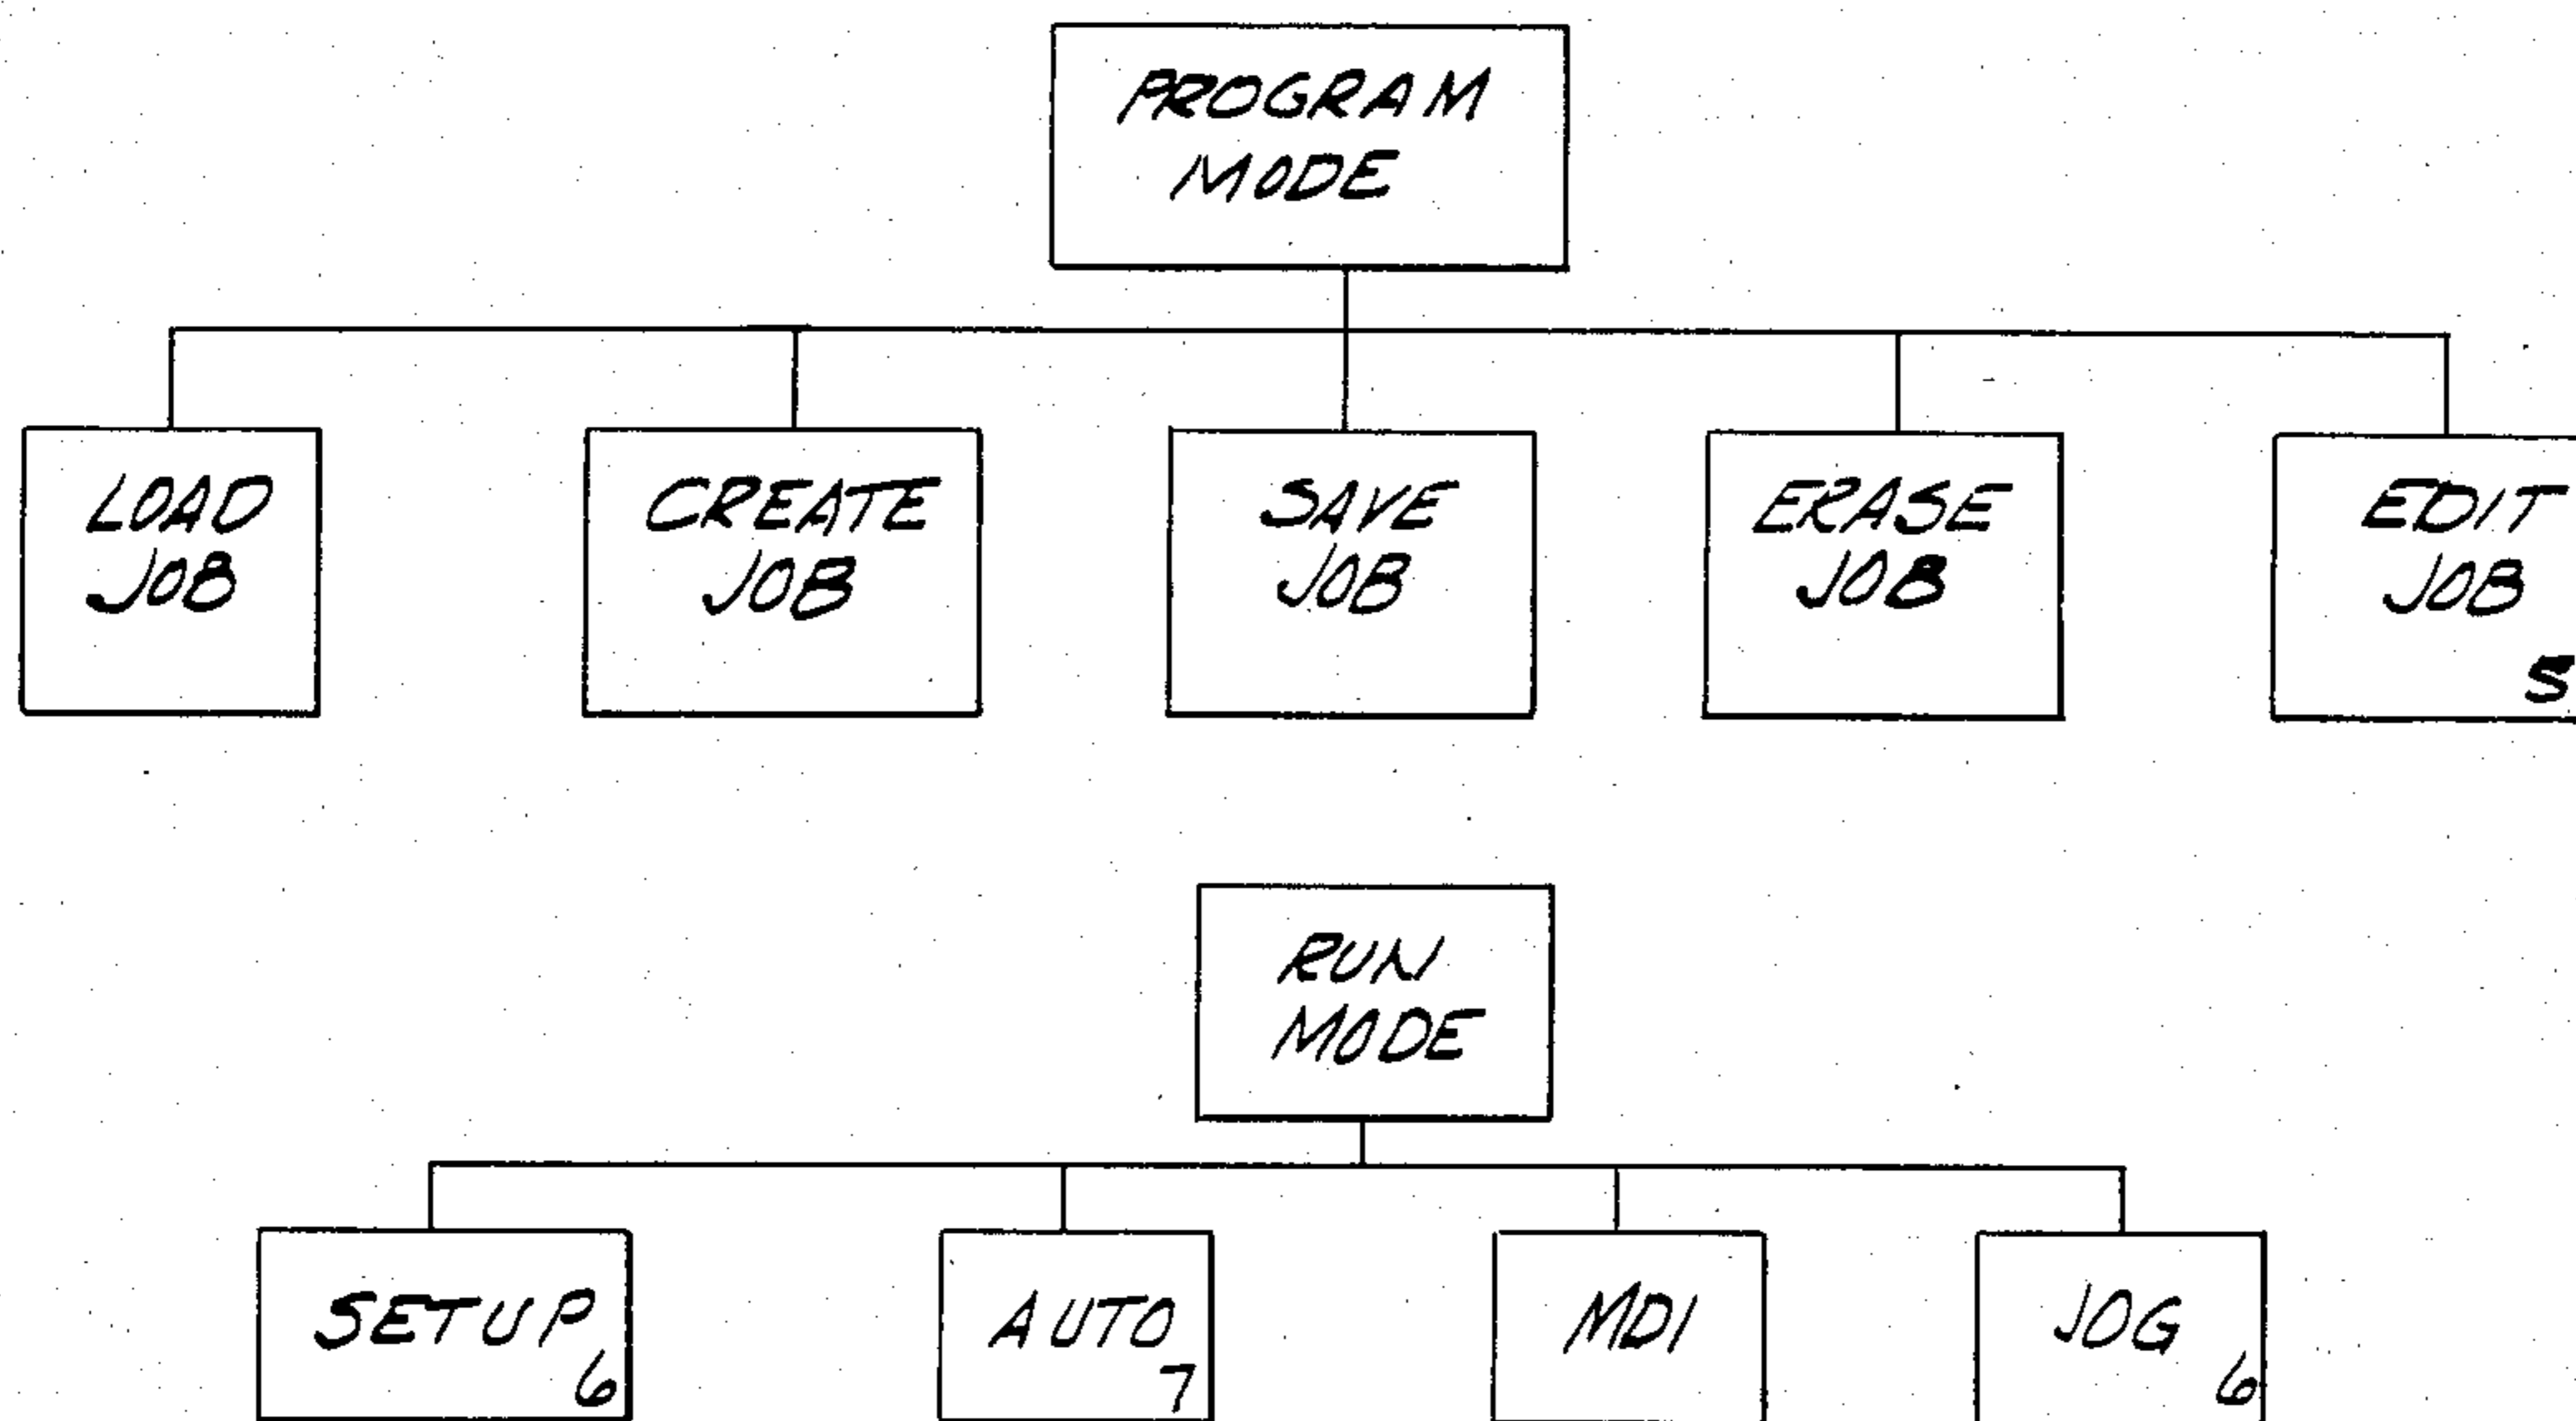 PROGRAM
MODE
LOAD
JOB
CREATE
JOB
SAVE
JOB
ERASE
JOB
EDIT
JOB
5
RUN
MODE
SETUP
6
AUTO
7
MDI
JOG
6